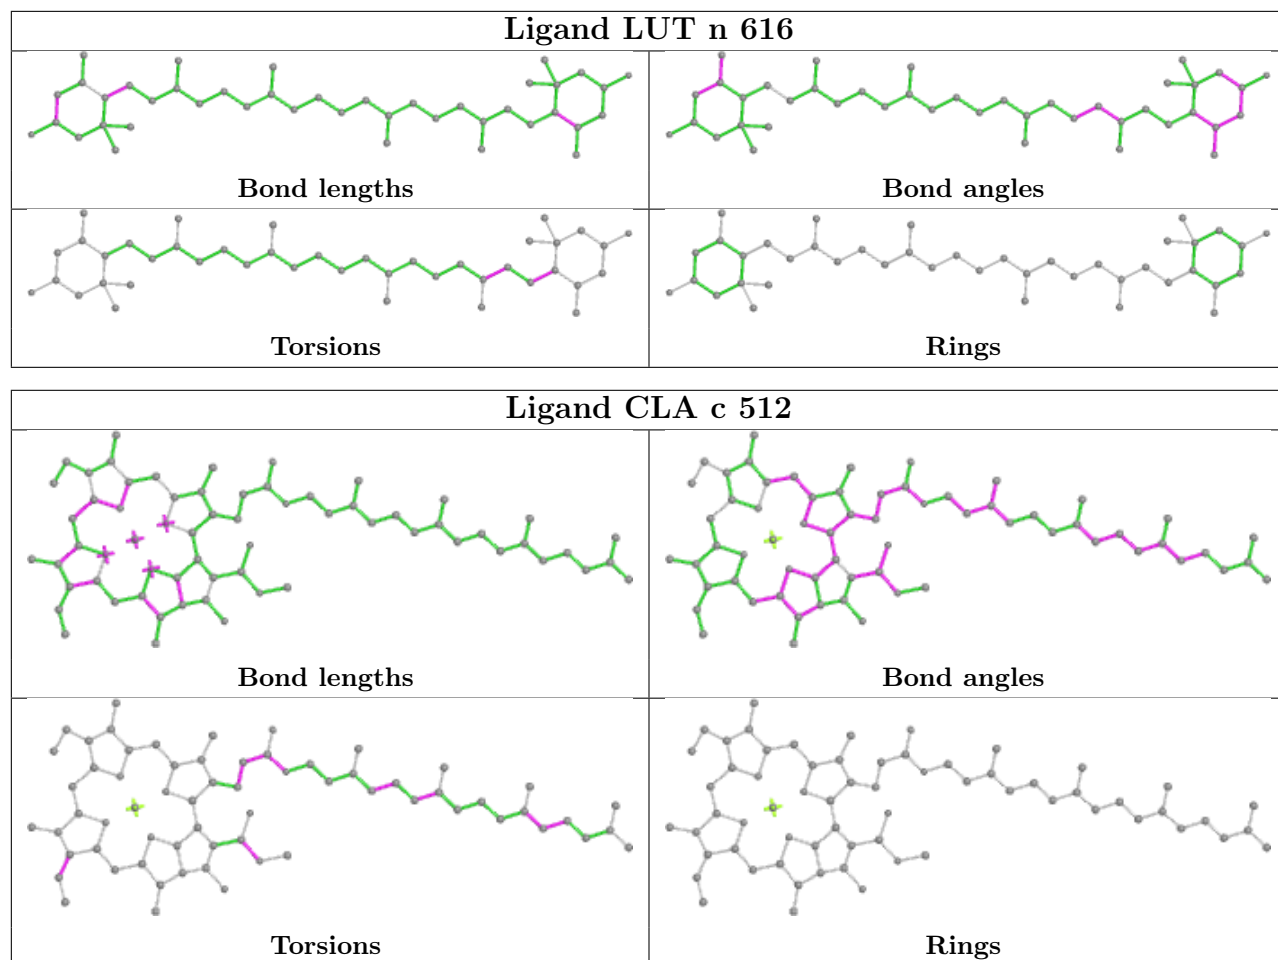 Ligand LUT n 616
Bond lengths
Bond angles
Torsions
Rings
Ligand CLA c 512
Bond lengths
Bond angles
Torsions
Rings